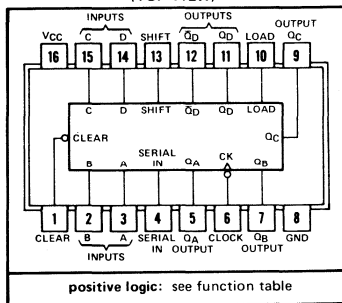 (TOP VIEW)
INPUTS OUTPUTS OUTPUT
VCC C D SHIFT Q̅D QD LOAD QC
16 15 14 13 12 11 10 9
C D SHIFT Q̅D QD LOAD
CLEAR QC
SERIAL CK
B A IN QA QB
1 2 3 4 5 6 7 8
CLEAR B A SERIAL QA CLOCK QB GND
INPUTS IN OUTPUT OUTPUT
positive logic: see function table